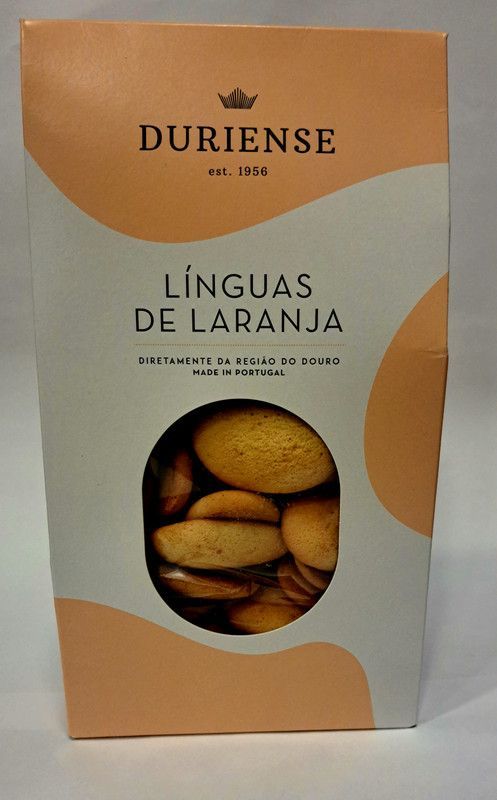 DURIENSE
est. 1956
LÍNGUAS
DE LARANJA
DIRETAMENTE DA REGIÃO DO DOURO
MADE IN PORTUGAL